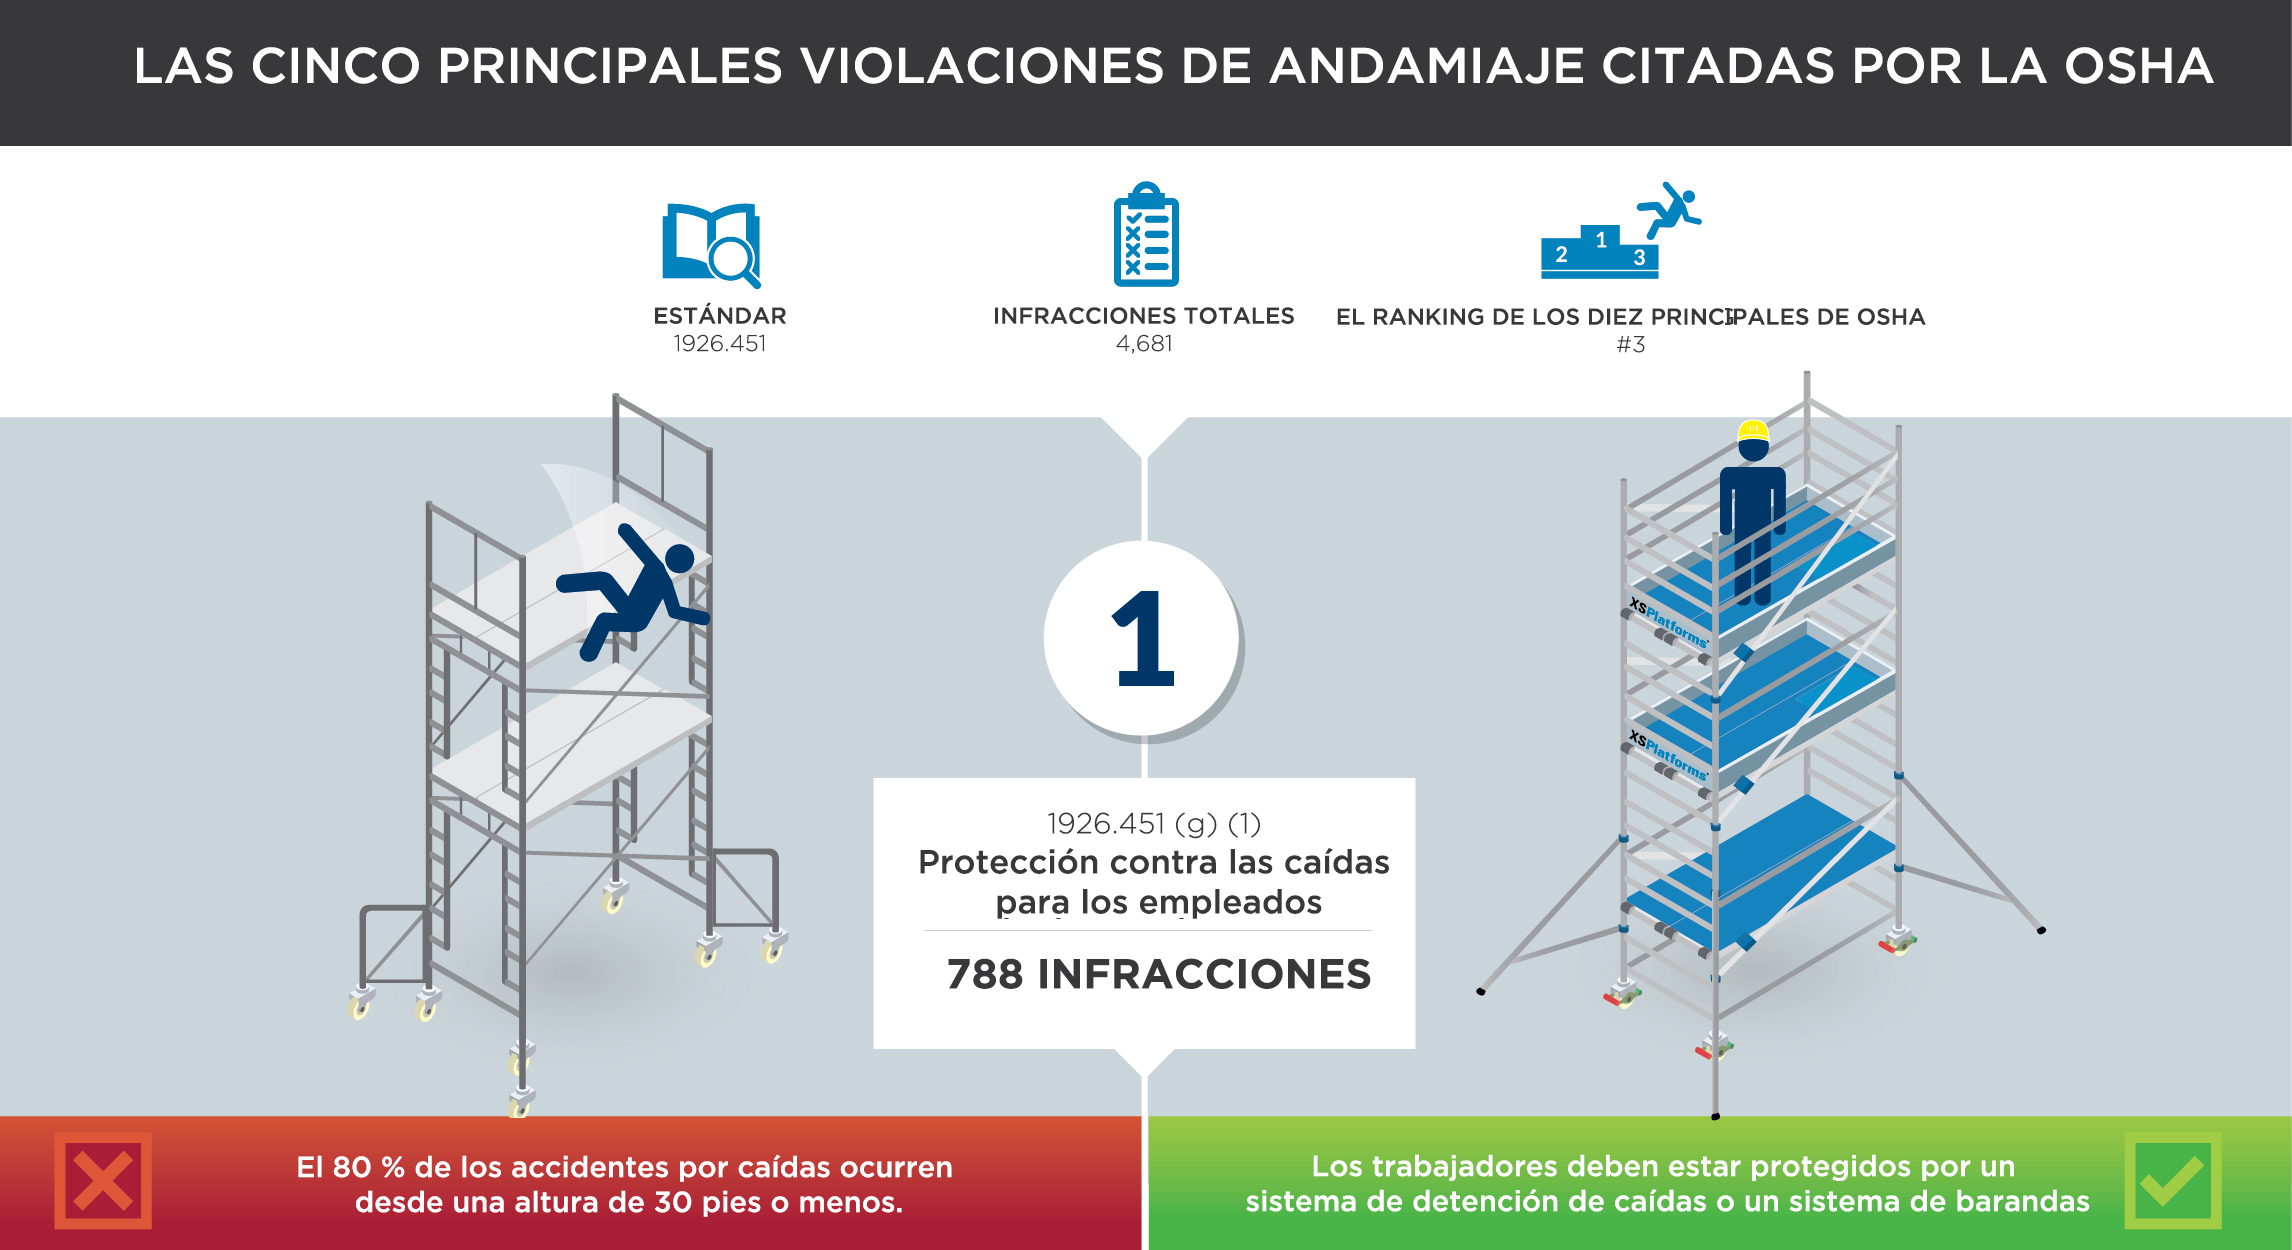 LAS CINCO PRINCIPALES VIOLACIONES DE ANDAMIAJE CITADAS POR LA OSHA
2 1 3
ESTÁNDAR
1926.451
INFRACCIONES TOTALES
4,681
EL RANKING DE LOS DIEZ PRINCIPALES DE OSHA
#3
1
XSPlatforms
XSPlatforms
1926.451 (g) (1)
Protección contra las caídas
para los empleados
788 INFRACCIONES
El 80 % de los accidentes por caídas ocurren
desde una altura de 30 pies o menos.
Los trabajadores deben estar protegidos por un
sistema de detención de caídas o un sistema de barandas